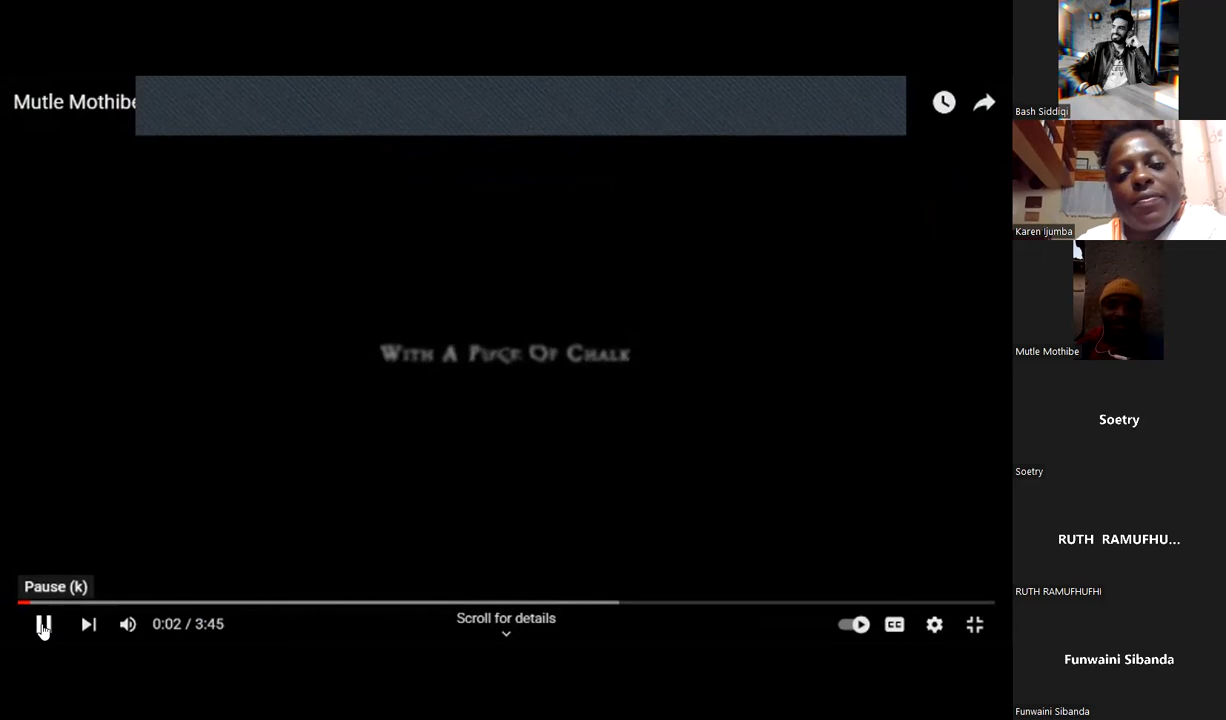 Mutle Mothibe
WITH A PIECE OF CHALK
Pause (k)
0:02 / 3:45
Scroll for details
CC
Bash Siddiqi
Karen Ijumba
Mutle Mothibe
Soetry
Soetry
RUTH RAMUFHU...
RUTH RAMUFHUFHI
Funwaini Sibanda
Funwaini Sibanda